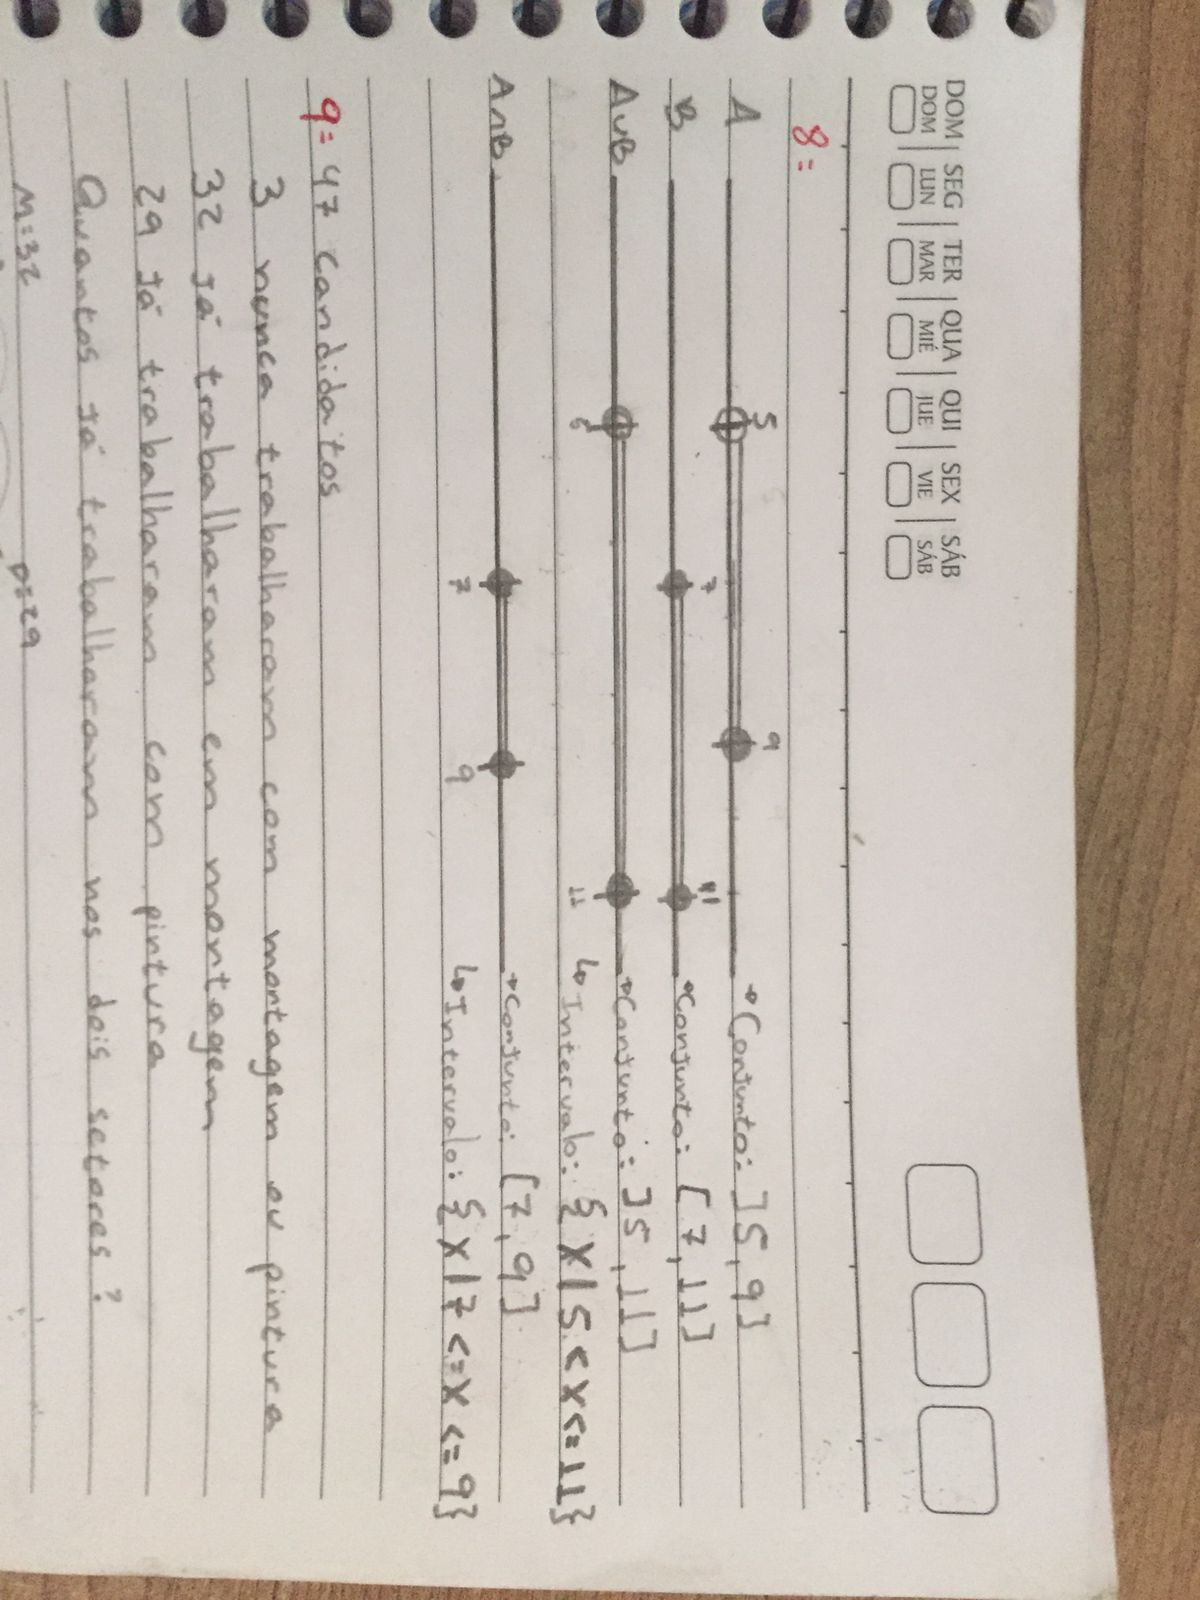 DOM | SEG | TER | QUA | QUI | SEX | SÁB
DOM | LUN | MAR | MIÉ | JUE | VIE | SÁB
8=
5 9
A → Conjunto: ]5,9]
7 11
B → Conjunto: [7,11]
AUB → Conjunto: ]5,11]
11 ↳ Intervalo: {X|5<X<=11}
A∩B → Conjunto: [7,9]
7 9 ↳ Intervalo: {X|7<=X<=9}
9= 47 candidatos
3 nunca trabalharam com montagem ou pintura
32 Já trabalharam em montagem
29 Já trabalharam com pintura
Quantos Já trabalharam nos dois setores?
M=32 P=29